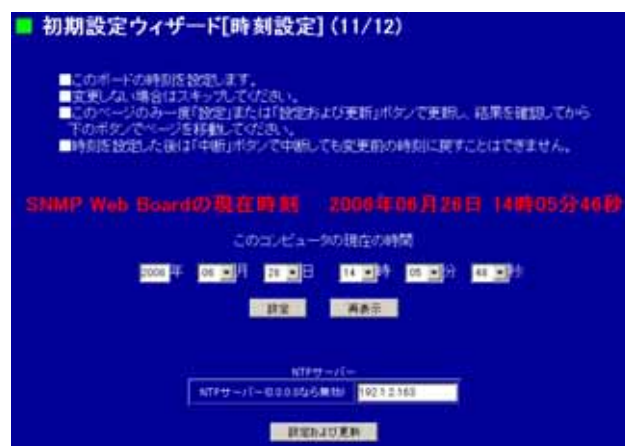 初期設定ウィザード[時刻設定] (11/12)
■このボードの時刻を設定します。
■変更しない場合はスキップしてください。
■このページのみ一度「設定」または「設定および更新」ボタンで更新し、結果を確認してから
下のボタンでページを移動してください。
■時刻を設定した後は「中断」ボタンで中断しても変更前の時刻に戻すことはできません。
SNMP Web Boardの現在時刻 2006年06月26日 14時05分46秒
このコンピュータの現在の時間
2006 年 06 月 26 日 14 時 05 分 48 秒
設定 再表示
NTPサーバー
NTPサーバー(0.0.0.0なら無効) 192.1.2.163
設定および更新